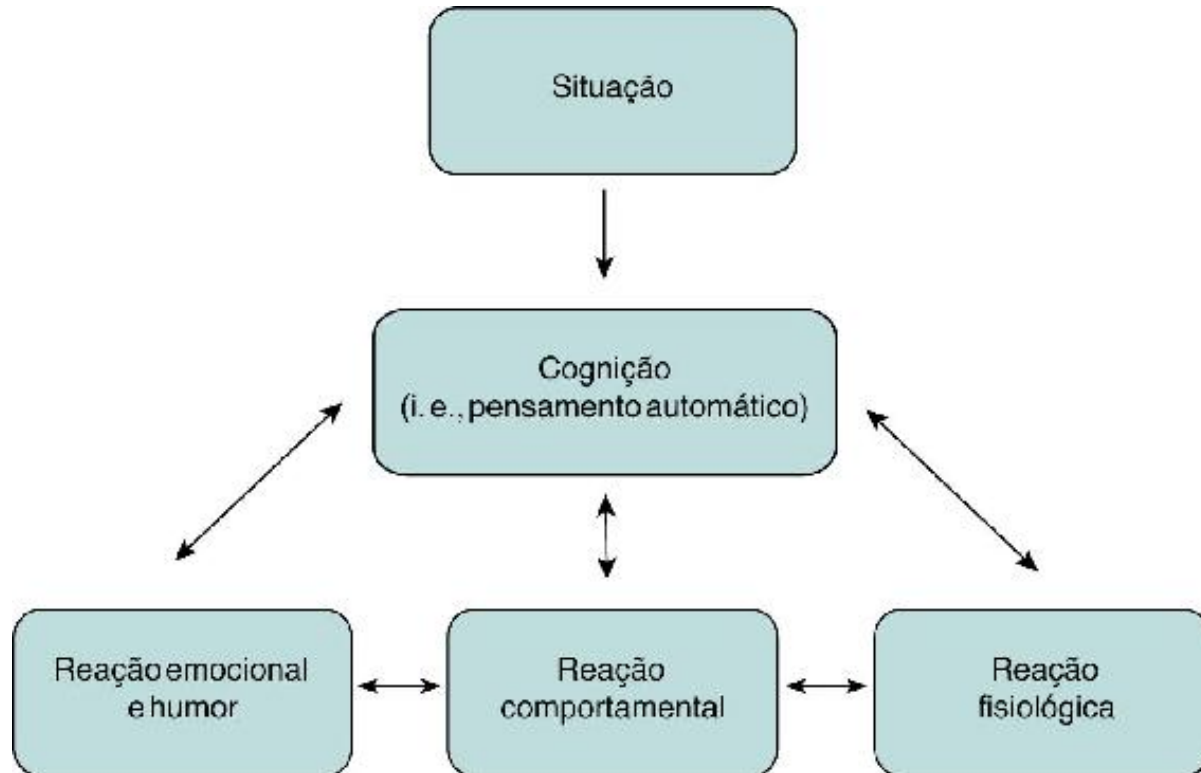 Situação
Cognição
(i. e., pensamento automático)
Reação emocional
e humor
Reação
comportamental
Reação
fisiológica